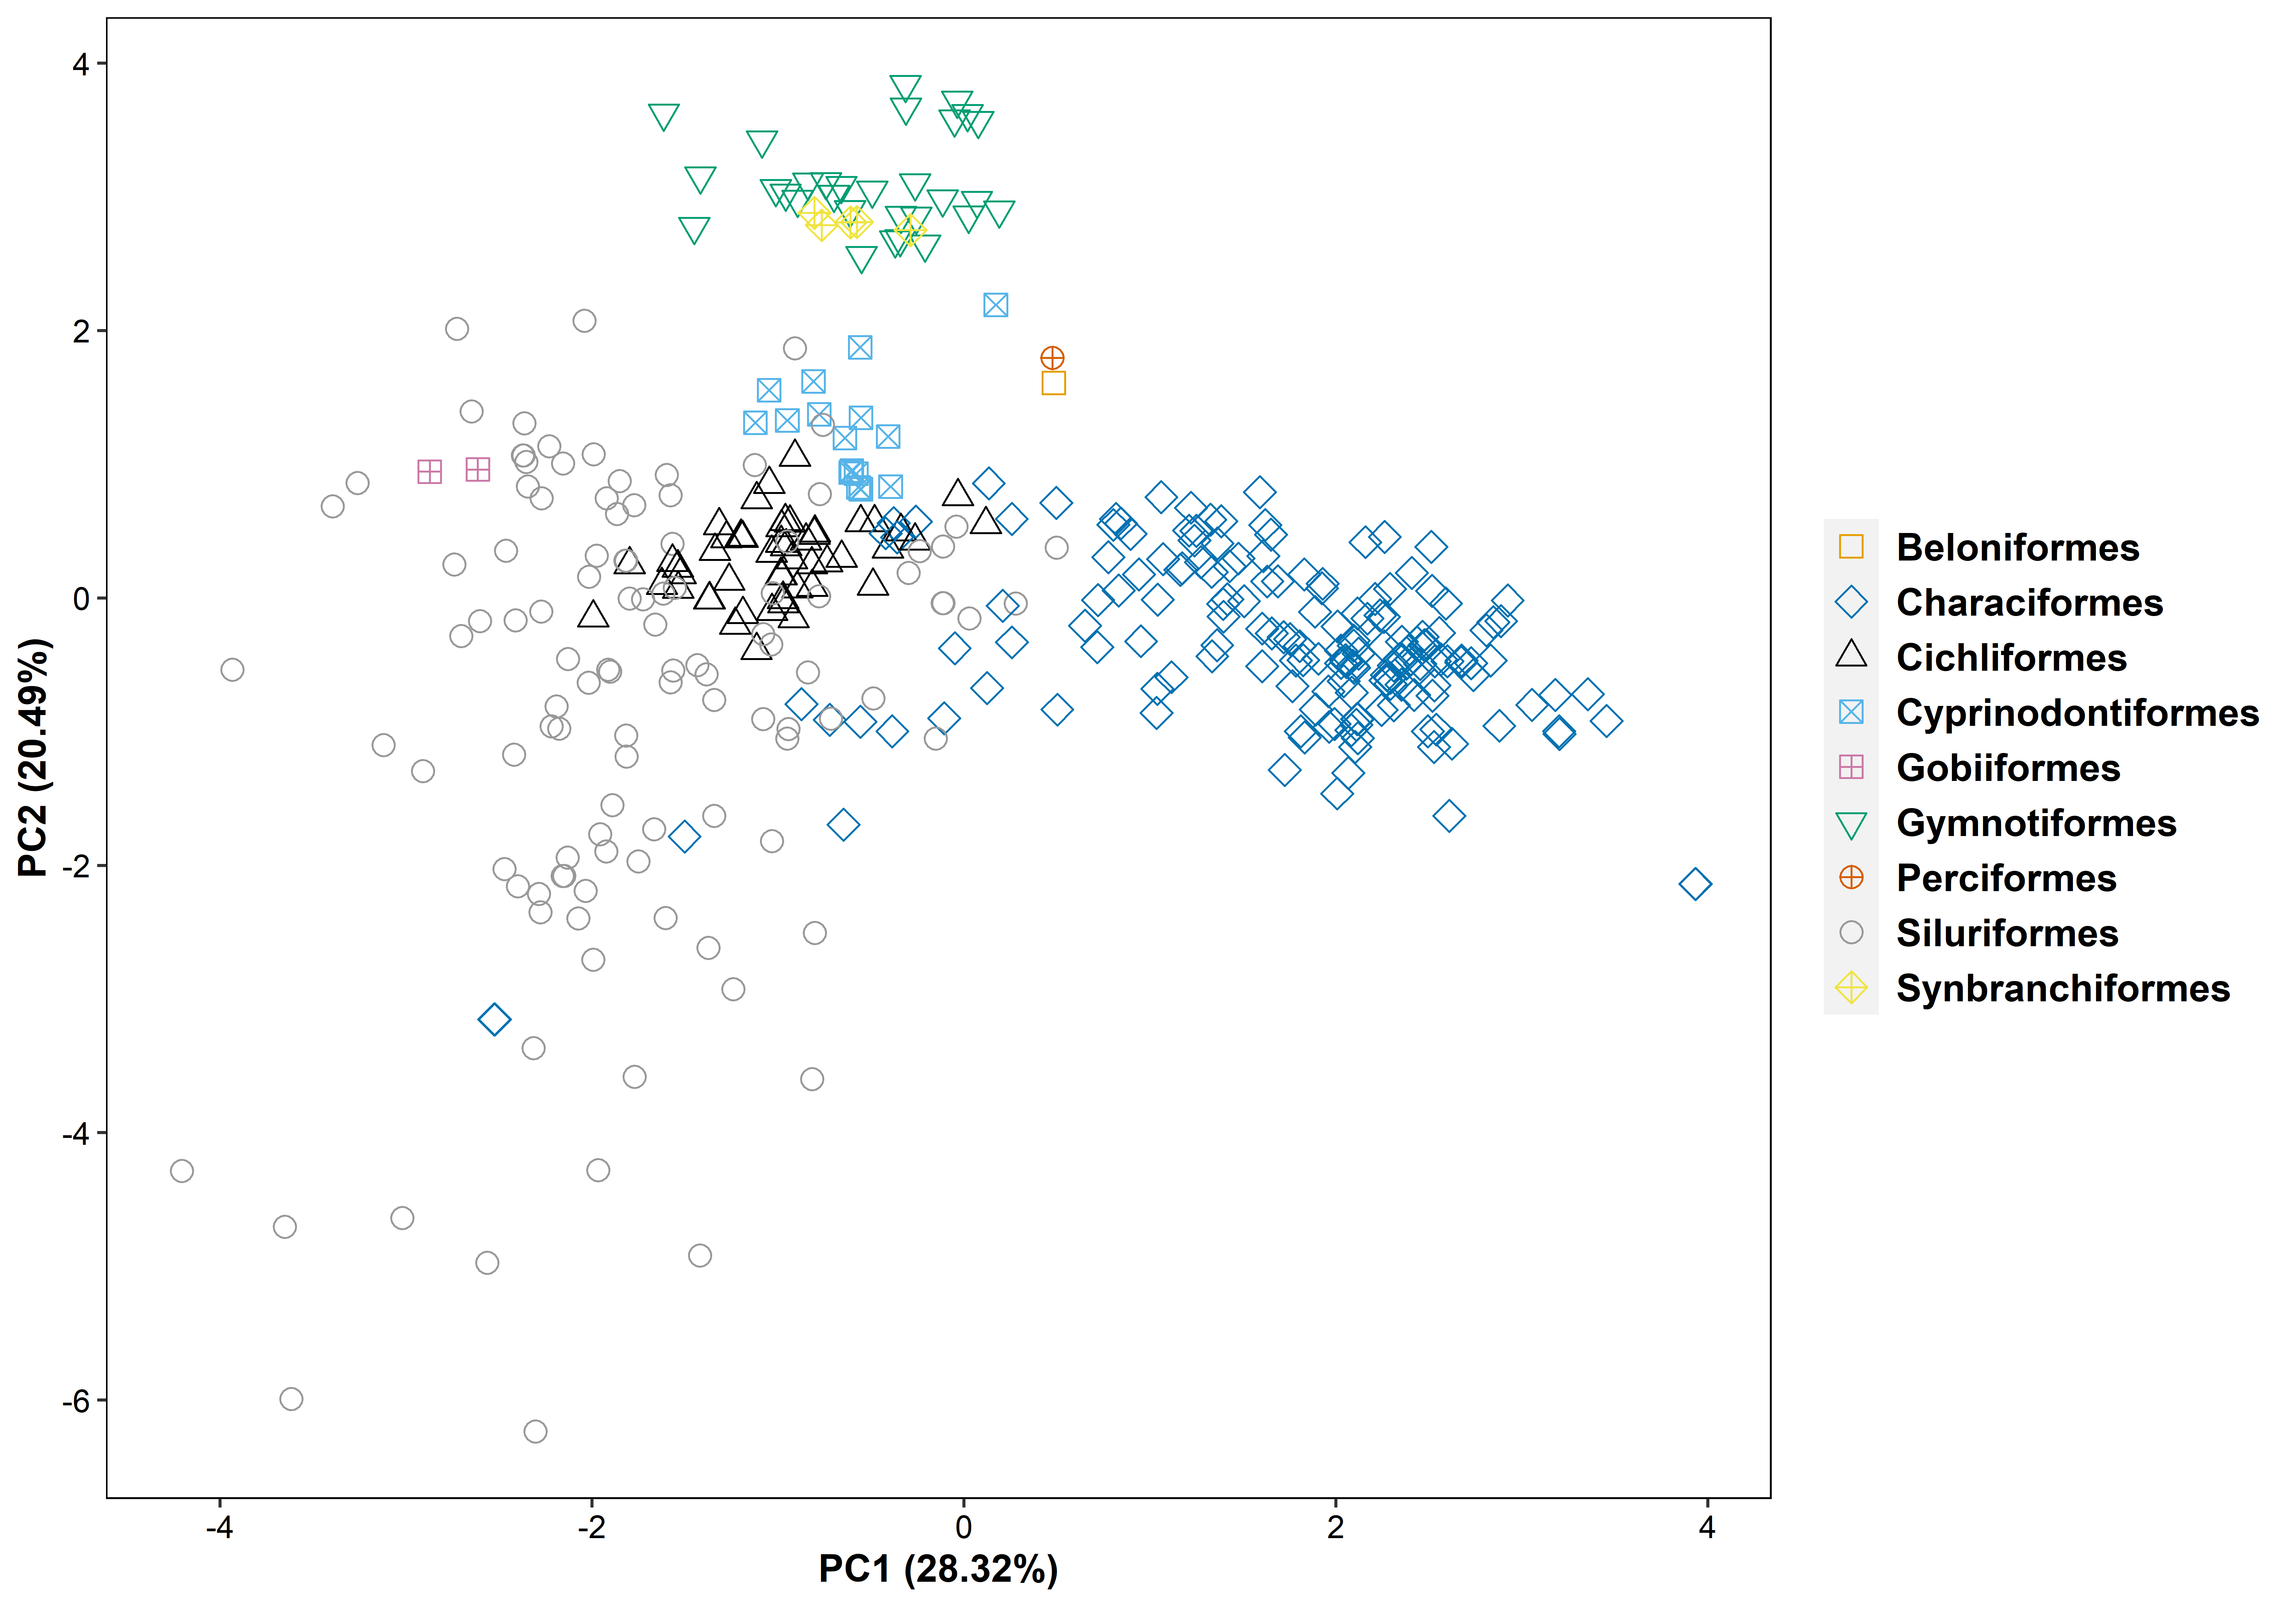 4
2
0
-2
-4
-6
-4
-2
0
2
4
PC1 (28.32%)
PC2 (20.49%)
Beloniformes
Characiformes
Cichliformes
Cyprinodontiformes
Gobiiformes
Gymnotiformes
Perciformes
Siluriformes
Synbranchiformes